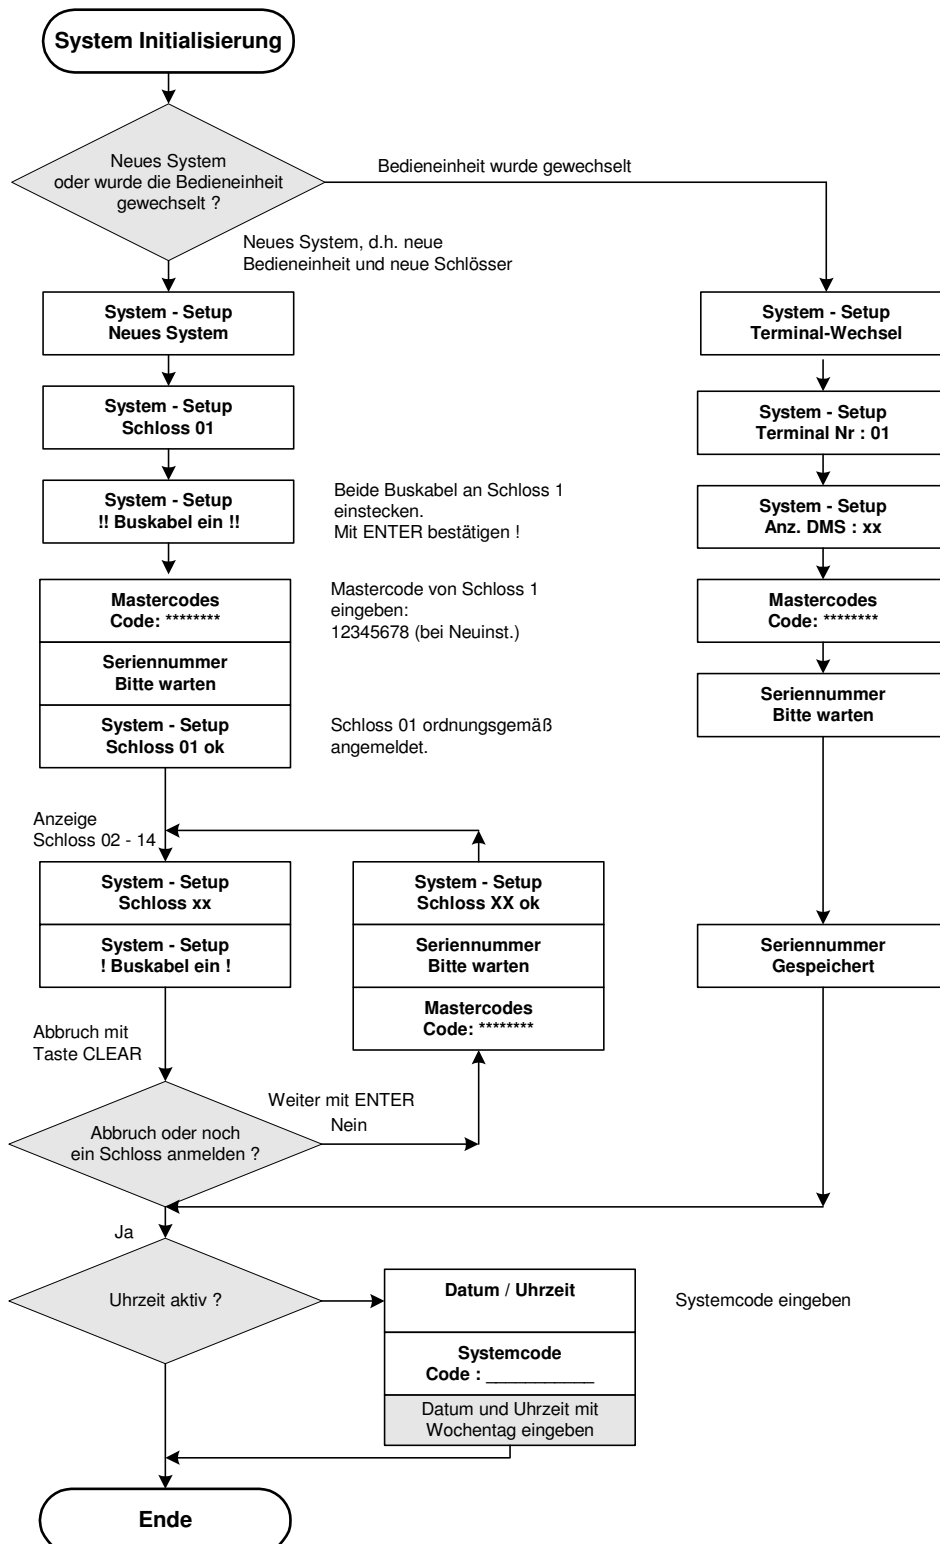 System Initialisierung
Neues System
oder wurde die Bedieneinheit
gewechselt ?
Bedieneinheit wurde gewechselt
Neues System, d.h. neue
Bedieneinheit und neue Schlösser
System - Setup
Neues System
System - Setup
Schloss 01
System - Setup
!! Buskabel ein !!
Beide Buskabel an Schloss 1
einstecken.
Mit ENTER bestätigen !
Mastercodes
Code: ********
Mastercode von Schloss 1
eingeben:
12345678 (bei Neuinst.)
Seriennummer
Bitte warten
System - Setup
Schloss 01 ok
Schloss 01 ordnungsgemäß
angemeldet.
System - Setup
Terminal-Wechsel
System - Setup
Terminal Nr : 01
System - Setup
Anz. DMS : xx
Mastercodes
Code: ********
Seriennummer
Bitte warten
Seriennummer
Gespeichert
Anzeige
Schloss 02 - 14
System - Setup
Schloss xx
System - Setup
! Buskabel ein !
System - Setup
Schloss XX ok
Seriennummer
Bitte warten
Mastercodes
Code: ********
Abbruch mit
Taste CLEAR
Weiter mit ENTER
Nein
Abbruch oder noch
ein Schloss anmelden ?
Ja
Uhrzeit aktiv ?
Datum / Uhrzeit
Systemcode eingeben
Systemcode
Code : ___________
Datum und Uhrzeit mit
Wochentag eingeben
Ende